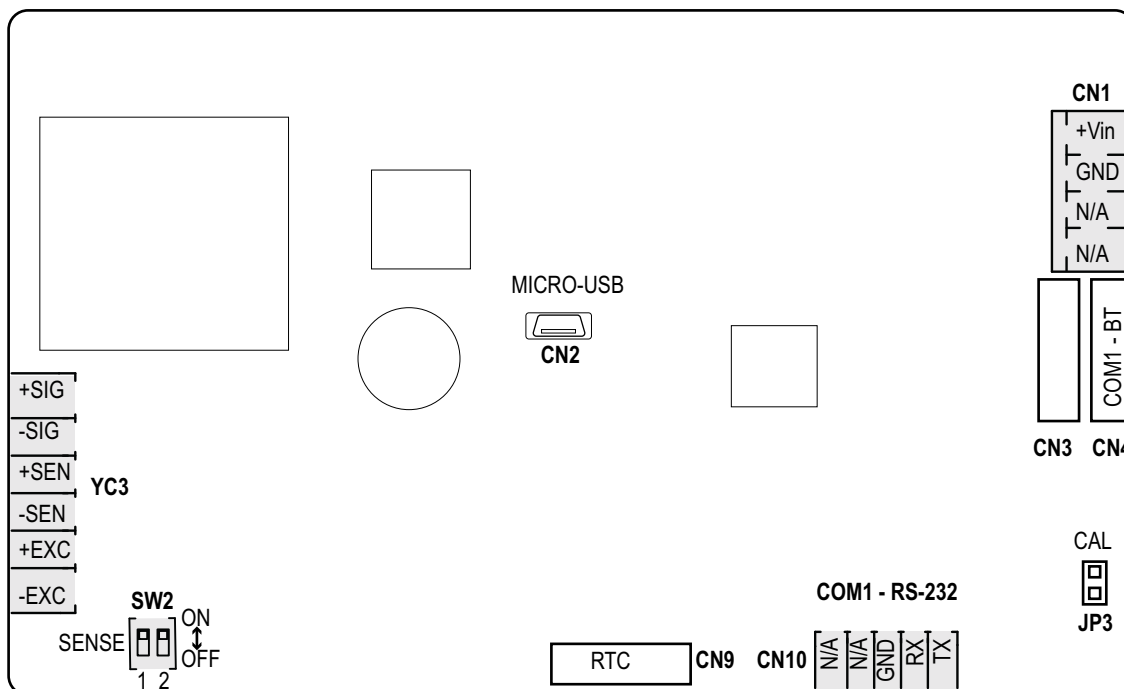 CN1
+Vin
GND
N/A
N/A
MICRO-USB
CN2
COM1 - BT
CN3 CN4
+SIG
-SIG
+SEN
-SEN
+EXC
-EXC
YC3
CAL
JP3
SW2
SENSE
ON
OFF
1 2
COM1 - RS-232
RTC
CN9
CN10
N/A
N/A
GND
RX
TX